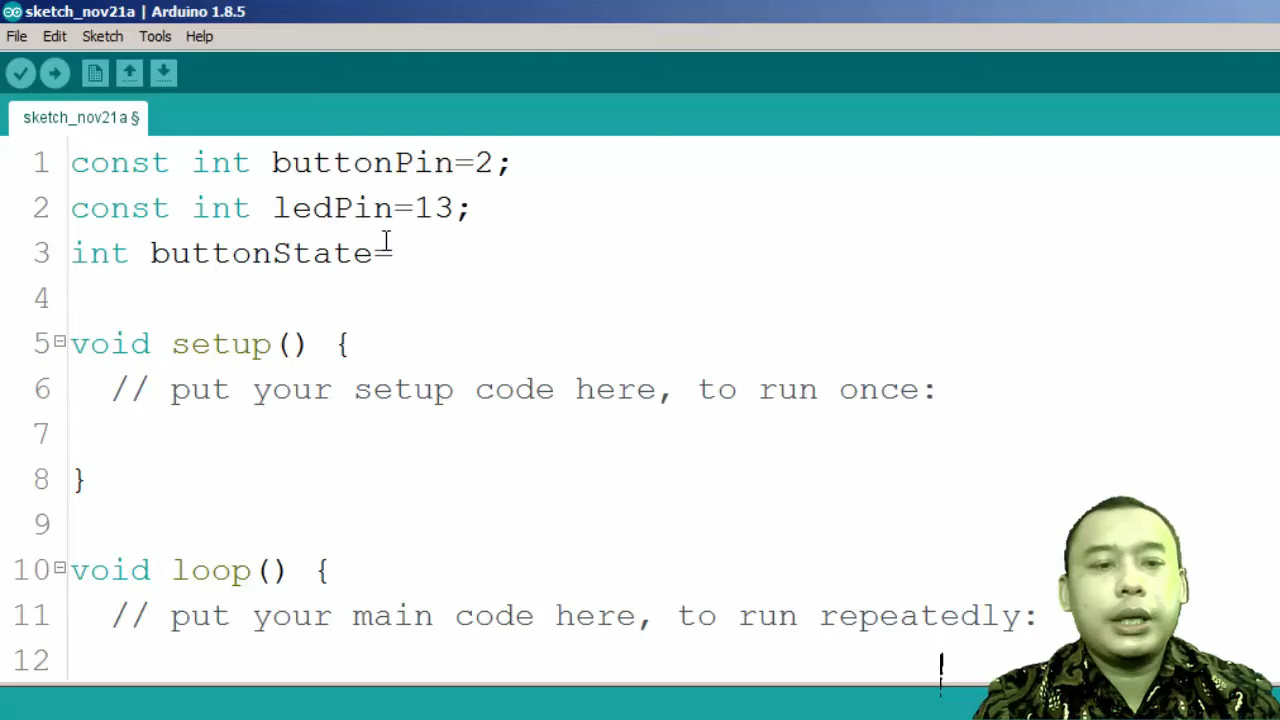 sketch_nov21a | Arduino 1.8.5
File Edit Sketch Tools Help
sketch_nov21a §
1 const int buttonPin=2;
2 const int ledPin=13;
3 int buttonState=
4
5 void setup() {
6 // put your setup code here, to run once:
7
8 }
9
10 void loop() {
11 // put your main code here, to run repeatedly:
12